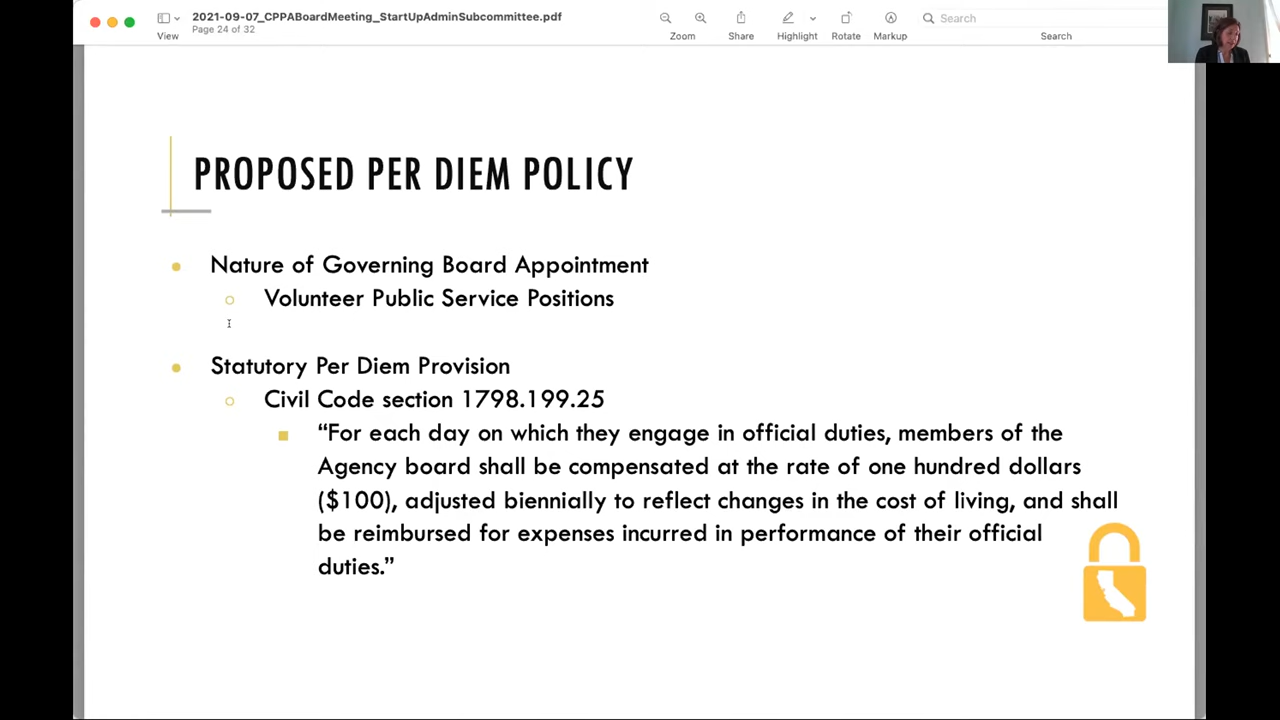 2021-09-07_CPPABoardMeeting_StartUpAdminSubcommittee.pdf
Page 24 of 32
View
Zoom
Share
Highlight
Rotate
Markup
Search
Search
PROPOSED PER DIEM POLICY
Nature of Governing Board Appointment
Volunteer Public Service Positions
Statutory Per Diem Provision
Civil Code section 1798.199.25
“For each day on which they engage in official duties, members of the
Agency board shall be compensated at the rate of one hundred dollars
($100), adjusted biennially to reflect changes in the cost of living, and shall
be reimbursed for expenses incurred in performance of their official
duties.”